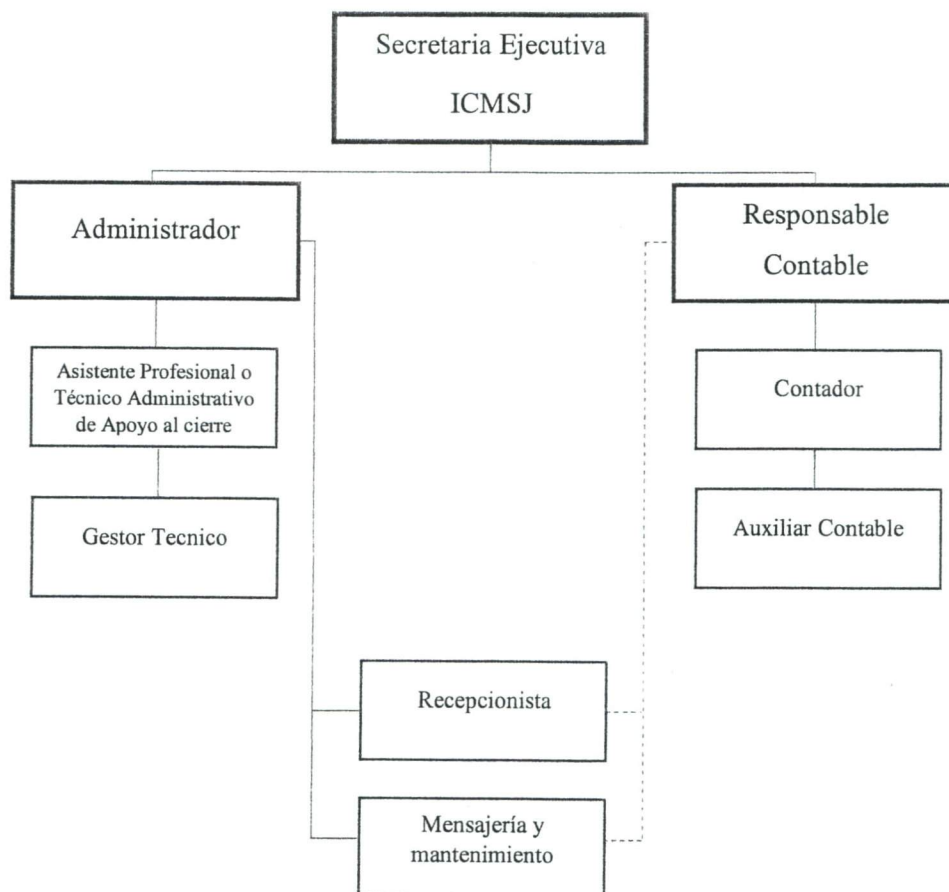 Secretaria Ejecutiva
ICMSJ
Administrador
Responsable
Contable
Asistente Profesional o
Técnico Administrativo
de Apoyo al cierre
Contador
Gestor Tecnico
Auxiliar Contable
Recepcionista
Mensajería y
mantenimiento